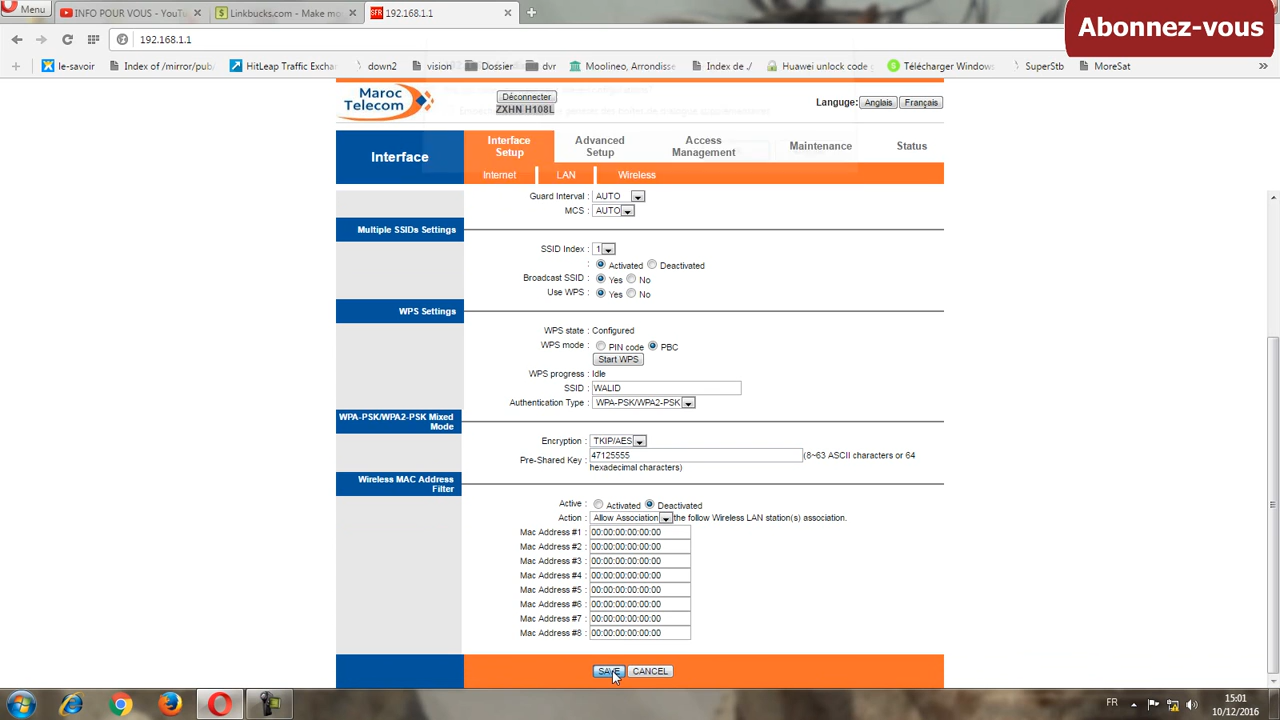 Menu
INFO POUR VOUS - YouTu
Linkbucks.com - Make mon
SFR
192.168.1.1
Abonnez-vous
192.168.1.1
le-savoir
Index of /mirror/pub/
HitLeap Traffic Exchan
down2
vision
Dossier
dvr
Moolineo, Arrondisse
Index de /
Huawei unlock code g
Télécharger Windows
SuperStb
MoreSat
Maroc
Telecom
Déconnecter
ZXHN H108L
Languge:
Anglais
Français
Interface
Interface
Setup
Advanced
Setup
Access
Management
Maintenance
Status
Internet
LAN
Wireless
Guard Interval : AUTO
MCS : AUTO
Multiple SSIDs Settings
SSID Index : 1
: Activated Deactivated
Broadcast SSID : Yes No
Use WPS : Yes No
WPS Settings
WPS state : Configured
WPS mode : PIN code PBC
Start WPS
WPS progress : Idle
SSID : WALID
Authentication Type : WPA-PSK/WPA2-PSK
WPA-PSK/WPA2-PSK Mixed
Mode
Encryption : TKIP/AES
Pre-Shared Key : 47125555 (8~63 ASCII characters or 64
hexadecimal characters)
Wireless MAC Address
Filter
Active : Activated Deactivated
Action : Allow Association the follow Wireless LAN station(s) association.
Mac Address #1 : 00:00:00:00:00:00
Mac Address #2 : 00:00:00:00:00:00
Mac Address #3 : 00:00:00:00:00:00
Mac Address #4 : 00:00:00:00:00:00
Mac Address #5 : 00:00:00:00:00:00
Mac Address #6 : 00:00:00:00:00:00
Mac Address #7 : 00:00:00:00:00:00
Mac Address #8 : 00:00:00:00:00:00
SAVE
CANCEL
FR
15:01
10/12/2016